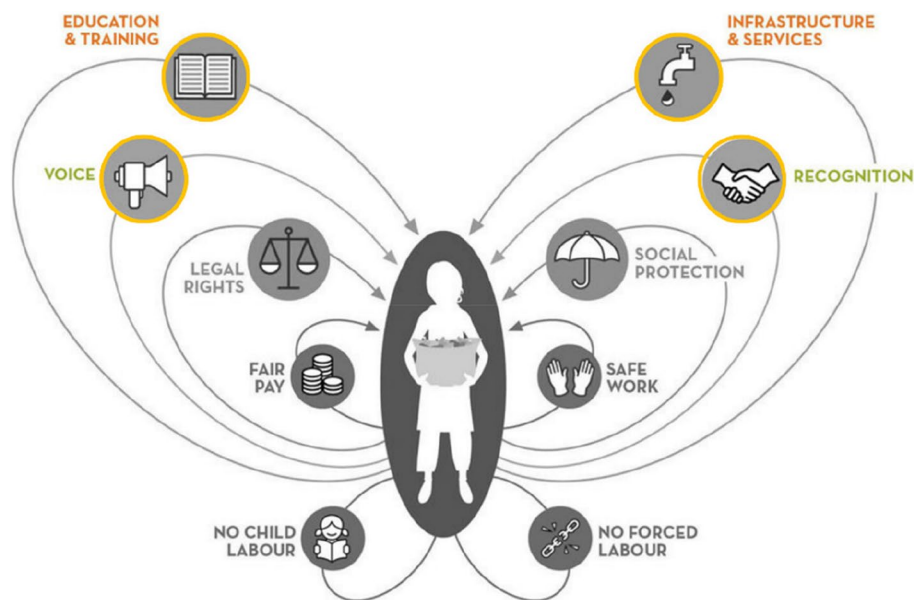 EDUCATION
& TRAINING
INFRASTRUCTURE
& SERVICES
VOICE
RECOGNITION
LEGAL
RIGHTS
SOCIAL
PROTECTION
FAIR
PAY
SAFE
WORK
NO CHILD
LABOUR
NO FORCED
LABOUR